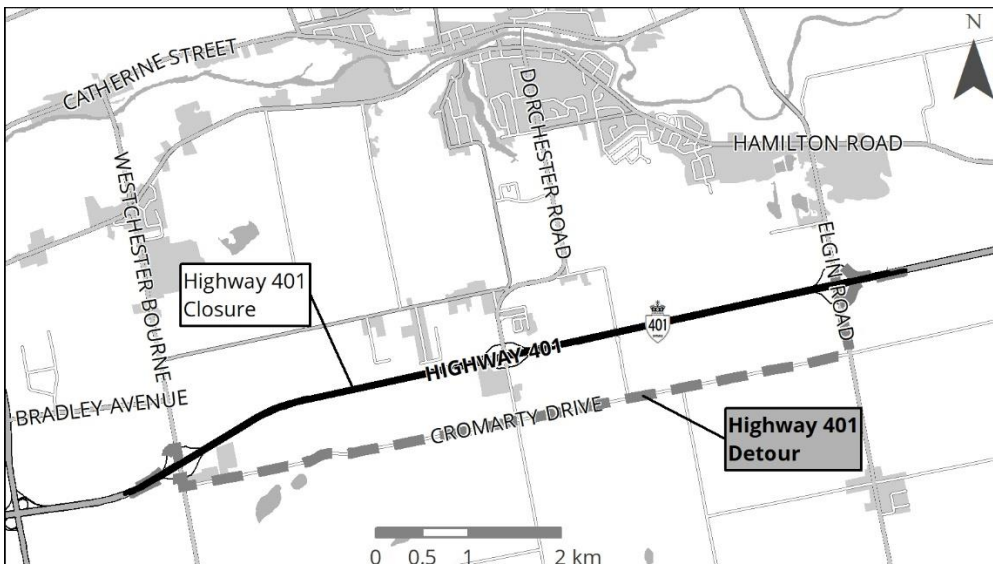 N
CATHERINE STREET
DORCHESTER ROAD
HAMILTON ROAD
WESTCHESTER BOURNE
ELGIN ROAD
Highway 401
Closure
401
HIGHWAY 401
BRADLEY AVENUE
CROMARTY DRIVE
Highway 401
Detour
0 0.5 1 2 km